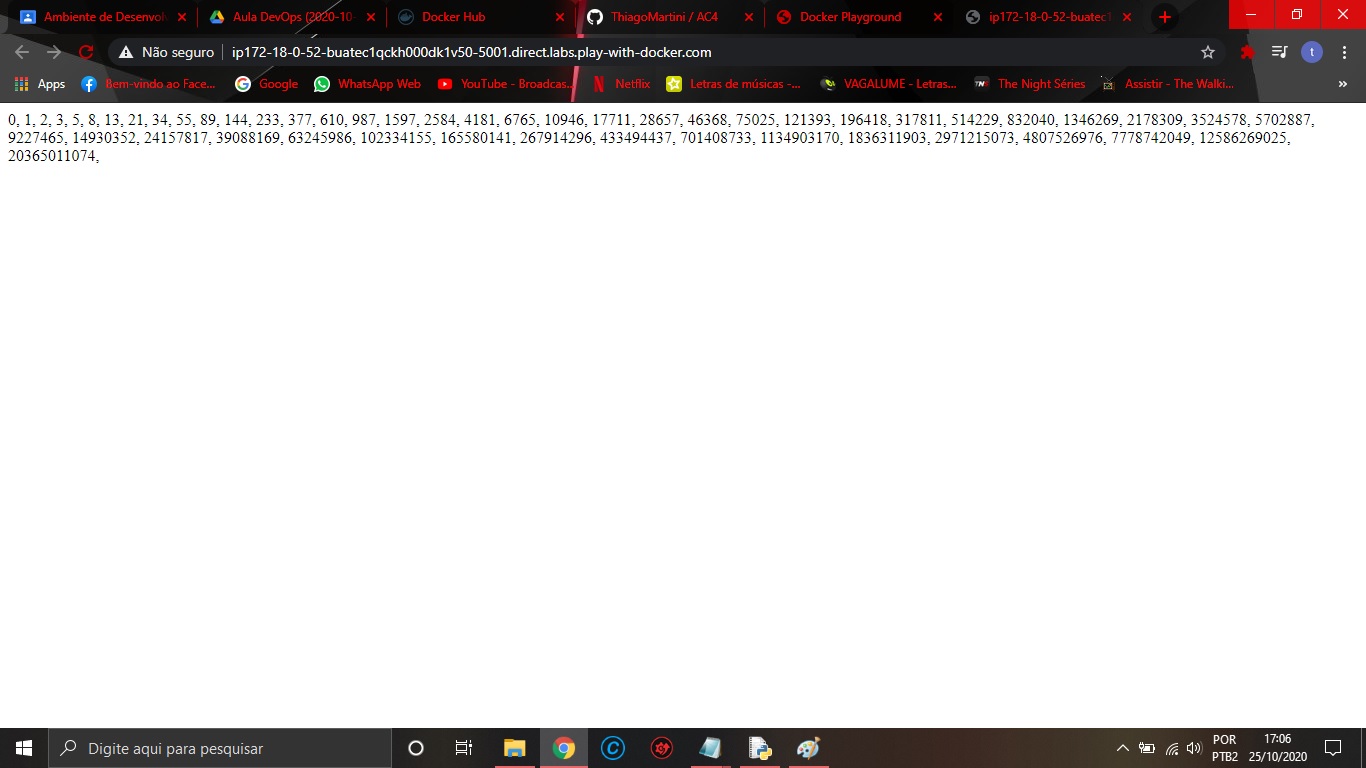 Ambiente de Desenvol
Aula DevOps (2020-10-
Docker Hub
ThiagoMartini / AC4
Docker Playground
ip172-18-0-52-buatec1
Não seguro
ip172-18-0-52-buatec1qckh000dk1v50-5001.direct.labs.play-with-docker.com
t
Apps
Bem-vindo ao Face...
Google
WhatsApp Web
YouTube - Broadcas...
Netflix
Letras de músicas -...
VAGALUME - Letras...
TN
The Night Séries
Assistir - The Walki...
»
0, 1, 2, 3, 5, 8, 13, 21, 34, 55, 89, 144, 233, 377, 610, 987, 1597, 2584, 4181, 6765, 10946, 17711, 28657, 46368, 75025, 121393, 196418, 317811, 514229, 832040, 1346269, 2178309, 3524578, 5702887,
9227465, 14930352, 24157817, 39088169, 63245986, 102334155, 165580141, 267914296, 433494437, 701408733, 1134903170, 1836311903, 2971215073, 4807526976, 7778742049, 12586269025,
20365011074,
Digite aqui para pesquisar
POR
PTB2
17:06
25/10/2020